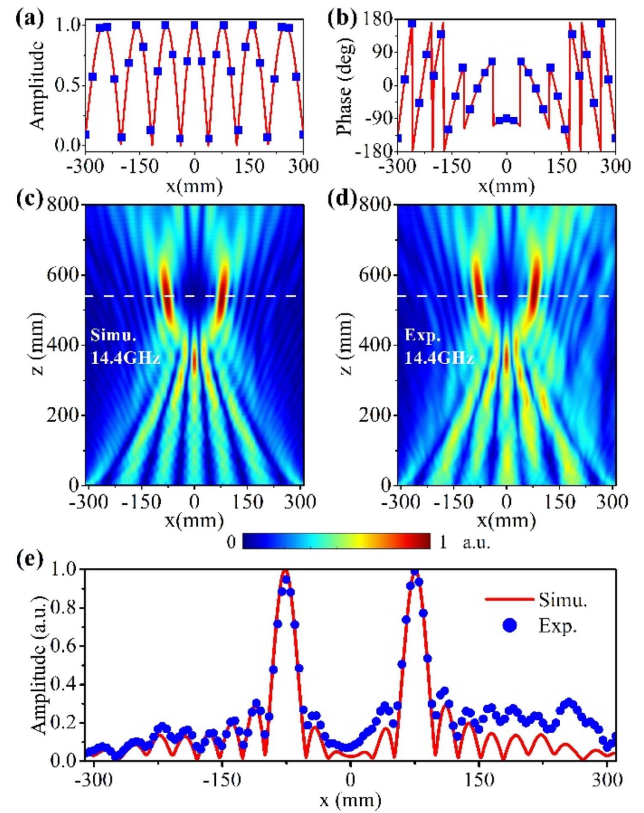 (a)
(b)
Amplitude
1.0
0.5
0.0
-300
-150
0
150
300
x(mm)
Phase (deg)
180
90
0
-90
-180
-300
-150
0
150
300
x(mm)
(c)
(d)
z (mm)
800
600
400
200
0
Simu.
14.4GHz
-300
-150
0
150
300
x(mm)
z (mm)
800
600
400
200
0
Exp.
14.4GHz
-300
-150
0
150
300
x(mm)
0
1 a.u.
(e)
Amplitude (a.u.)
1.0
0.8
0.6
0.4
0.2
0.0
Simu.
Exp.
-300
-150
0
150
300
x (mm)